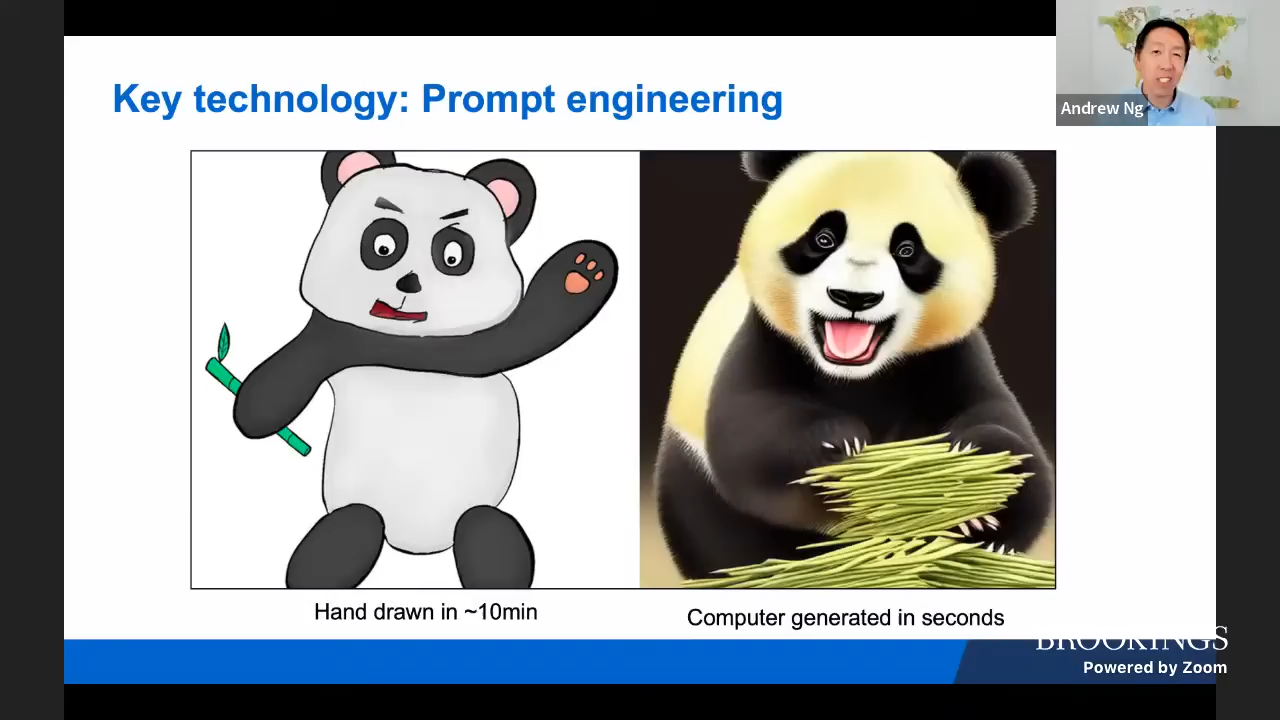 Key technology: Prompt engineering
Andrew Ng
Hand drawn in ~10min
Computer generated in seconds
BROOKINGS
Powered by Zoom